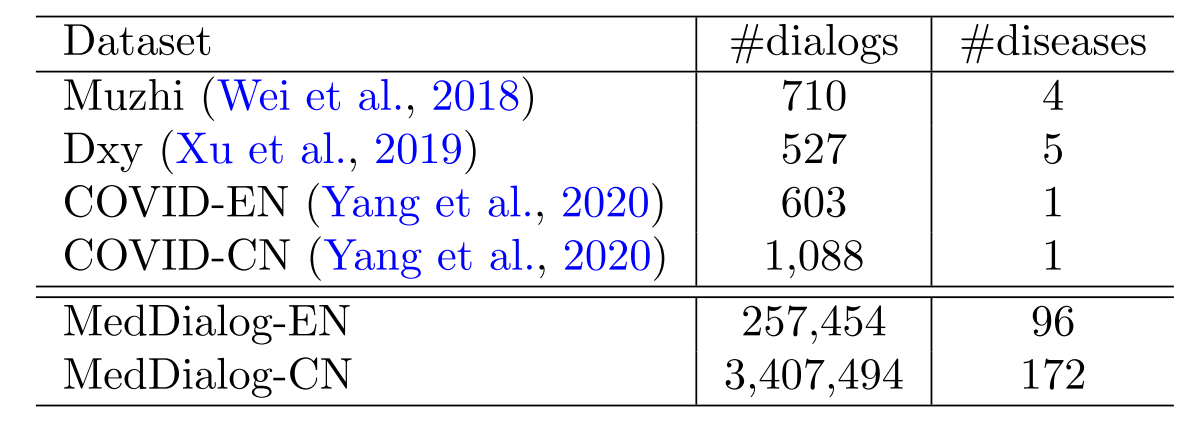 Dataset #dialogs #diseases
Muzhi (Wei et al., 2018) 710 4
Dxy (Xu et al., 2019) 527 5
COVID-EN (Yang et al., 2020) 603 1
COVID-CN (Yang et al., 2020) 1,088 1
MedDialog-EN 257,454 96
MedDialog-CN 3,407,494 172